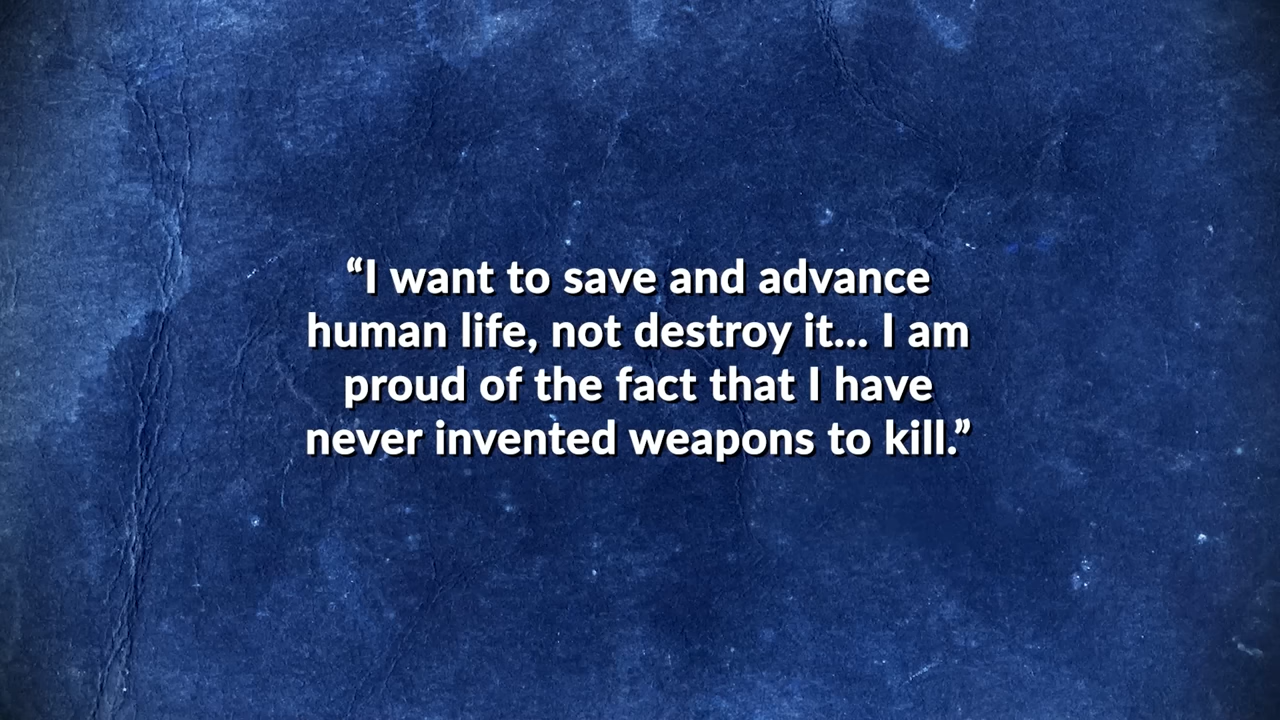 “I want to save and advance
human life, not destroy it... I am
proud of the fact that I have
never invented weapons to kill.”